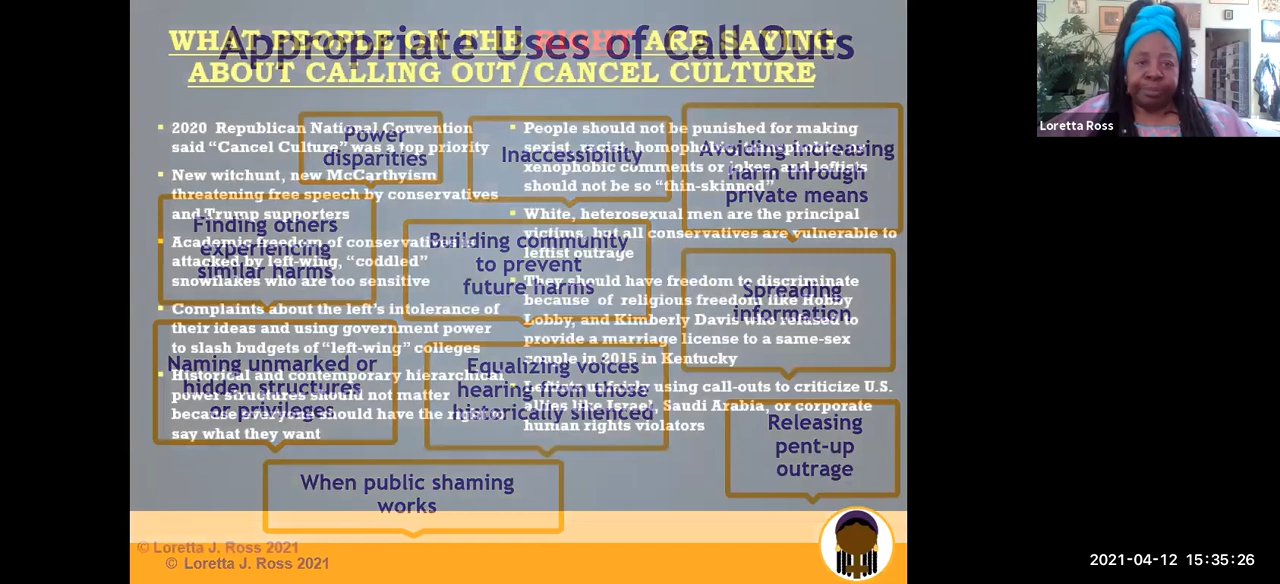 WHAT PEOPLE ON THE RIGHT ARE SAYING
ABOUT CALLING OUT/CANCEL CULTURE
2020 Republican National Convention
said “Cancel Culture” was a top priority
New witchunt, new McCarthyism
threatening free speech by conservatives
and Trump supporters
Academic freedom of conservatives is
attacked by left-wing, “coddled”
snowflakes who are too sensitive
Complaints about the left’s intolerance of
their ideas and using government power
to slash budgets of “left-wing” colleges
Historical and contemporary hierarchical
power structures should not matter
because everyone should have the right to
say what they want
People should not be punished for making
sexist, racist, homophobic, transphobic or
xenophobic comments or jokes, and leftists
should not be so “thin-skinned”
White, heterosexual men are the principal
victims, but all conservatives are vulnerable to
leftist outrage
They should have freedom to discriminate
because of religious freedom like Hobby
Lobby, and Kimberly Davis who refused to
provide a marriage license to a same-sex
couple in 2015 in Kentucky
Leftists unfairly using call-outs to criticize U.S.
allies like Israel, Saudi Arabia, or corporate
human rights violators
© Loretta J. Ross 2021
Appropriate Uses of Call Outs
Power
disparities
Inaccessibility
Avoiding increasing
harm through
private means
Finding others
experiencing
similar harms
Building community
to prevent
future harms
Spreading
information
Naming unmarked or
hidden structures
or privileges
Equalizing voices
hearing from those
historically silenced
Releasing
pent-up
outrage
When public shaming
works
© Loretta J. Ross 2021
Loretta Ross
2021-04-12 15:35:26